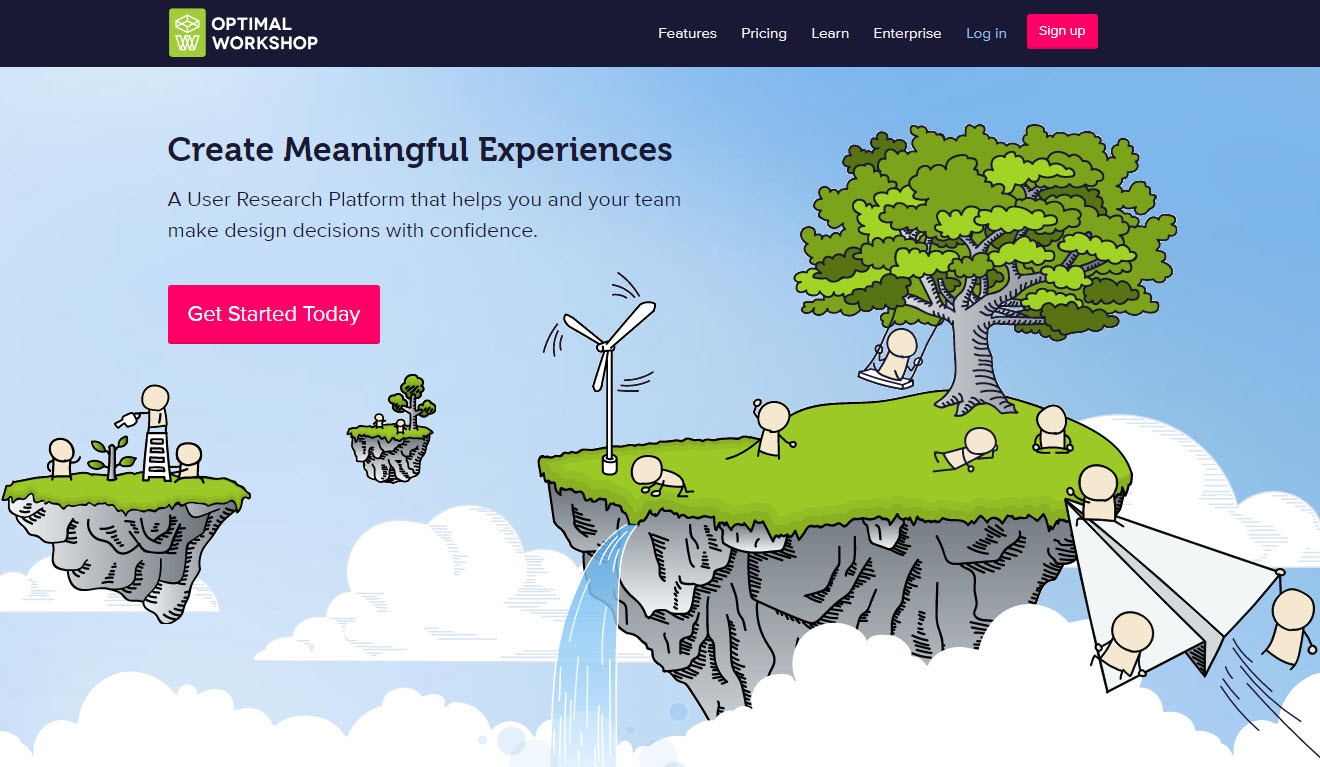 OPTIMAL
WORKSHOP
Features
Pricing
Learn
Enterprise
Log in
Sign up
Create Meaningful Experiences
A User Research Platform that helps you and your team
make design decisions with confidence.
Get Started Today